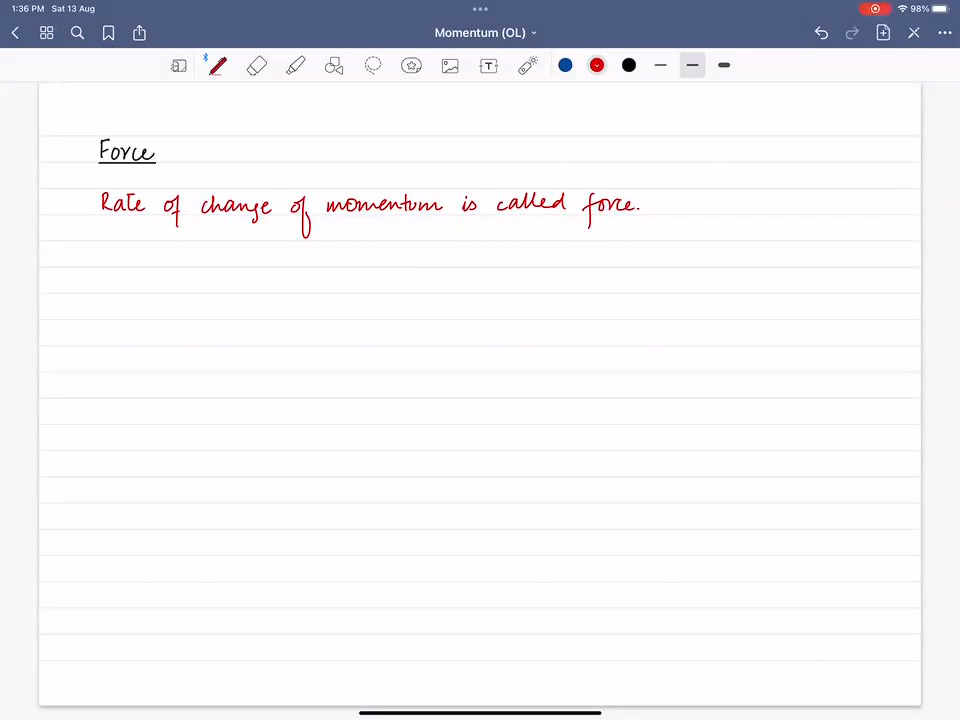 1:36 PM Sat 13 Aug
98%
Momentum (OL)
T
Force
Rate of change of momentum is called force.